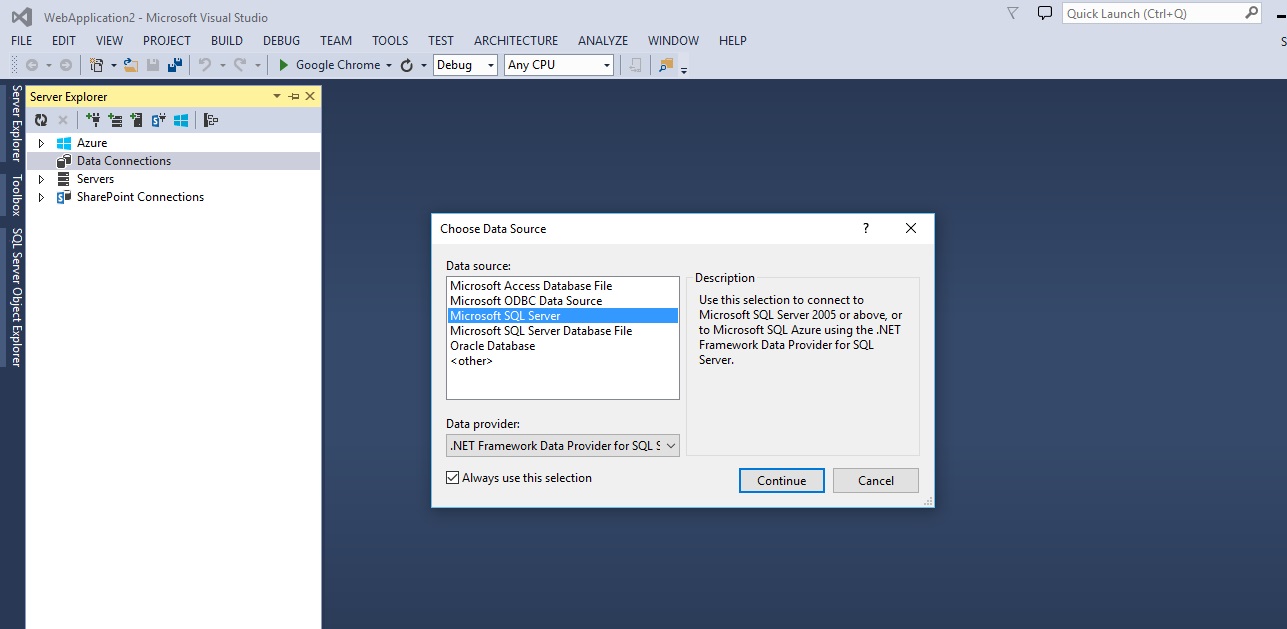 WebApplication2 - Microsoft Visual Studio
Quick Launch (Ctrl+Q)
FILE EDIT VIEW PROJECT BUILD DEBUG TEAM TOOLS TEST ARCHITECTURE ANALYZE WINDOW HELP
Google Chrome Debug Any CPU
Server Explorer
Toolbox
SQL Server Object Explorer
Server Explorer
Azure
Data Connections
Servers
SharePoint Connections
Choose Data Source ?
Data source:
Microsoft Access Database File
Microsoft ODBC Data Source
Microsoft SQL Server
Microsoft SQL Server Database File
Oracle Database
<other>
Data provider:
.NET Framework Data Provider for SQL S
Always use this selection
Description
Use this selection to connect to
Microsoft SQL Server 2005 or above, or
to Microsoft SQL Azure using the .NET
Framework Data Provider for SQL
Server.
Continue Cancel